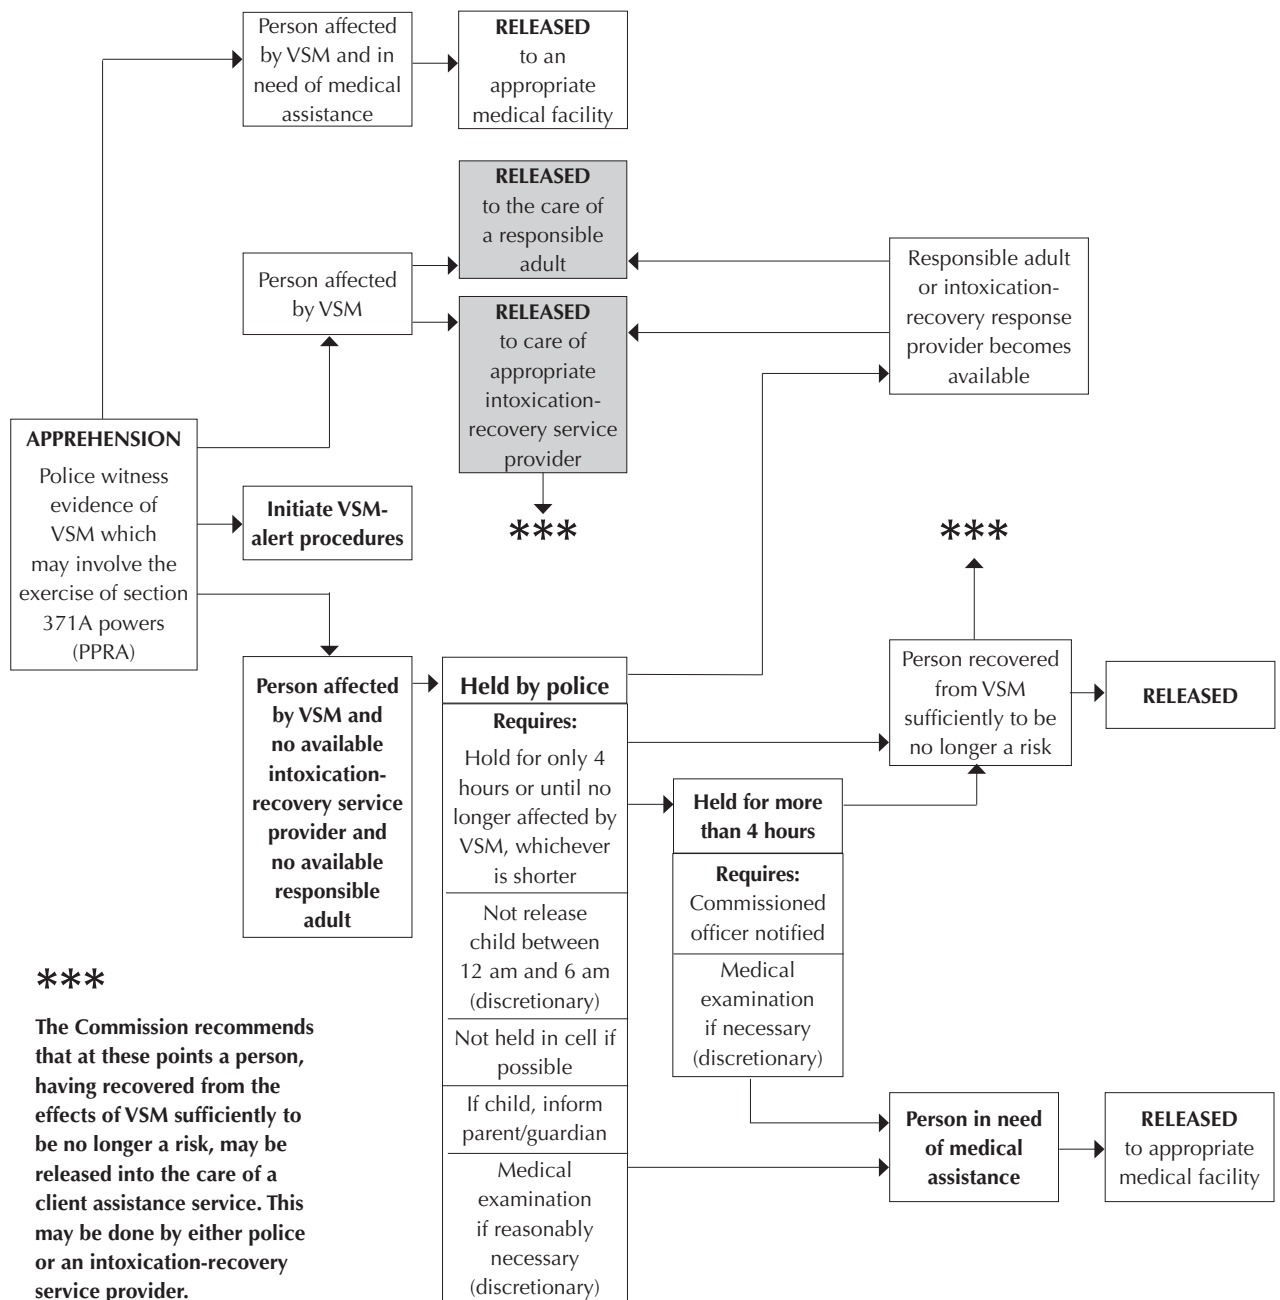 Person affected
by VSM and in
need of medical
assistance
RELEASED
to an
appropriate
medical facility
RELEASED
to the care of
a responsible
adult
Person affected
by VSM
RELEASED
to care of
appropriate
intoxication-
recovery service
provider
Responsible adult
or intoxication-
recovery response
provider becomes
available
APPREHENSION
Police witness
evidence of
VSM which
may involve the
exercise of section
371A powers
(PPRA)
Initiate VSM-
alert procedures
***
***
Person affected
by VSM and
no available
intoxication-
recovery service
provider and
no available
responsible
adult
Held by police
Requires:
Hold for only 4
hours or until no
longer affected by
VSM, whichever
is shorter
Not release
child between
12 am and 6 am
(discretionary)
Not held in cell if
possible
If child, inform
parent/guardian
Medical
examination
if reasonably
necessary
(discretionary)
Person recovered
from VSM
sufficiently to be
no longer a risk
RELEASED
Held for more
than 4 hours
Requires:
Commissioned
officer notified
Medical
examination
if necessary
(discretionary)
Person in need
of medical
assistance
RELEASED
to appropriate
medical facility
***
The Commission recommends
that at these points a person,
having recovered from the
effects of VSM sufficiently to
be no longer a risk, may be
released into the care of a
client assistance service. This
may be done by either police
or an intoxication-recovery
service provider.